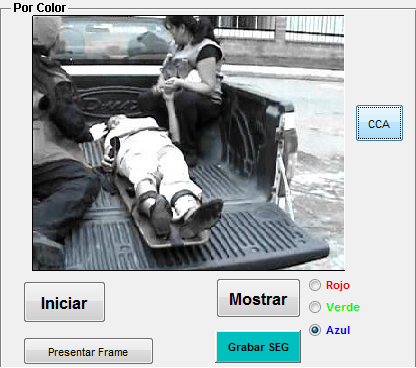 Por Color
CCA
Iniciar
Mostrar
Rojo
Verde
Azul
Presentar Frame
Grabar SEG